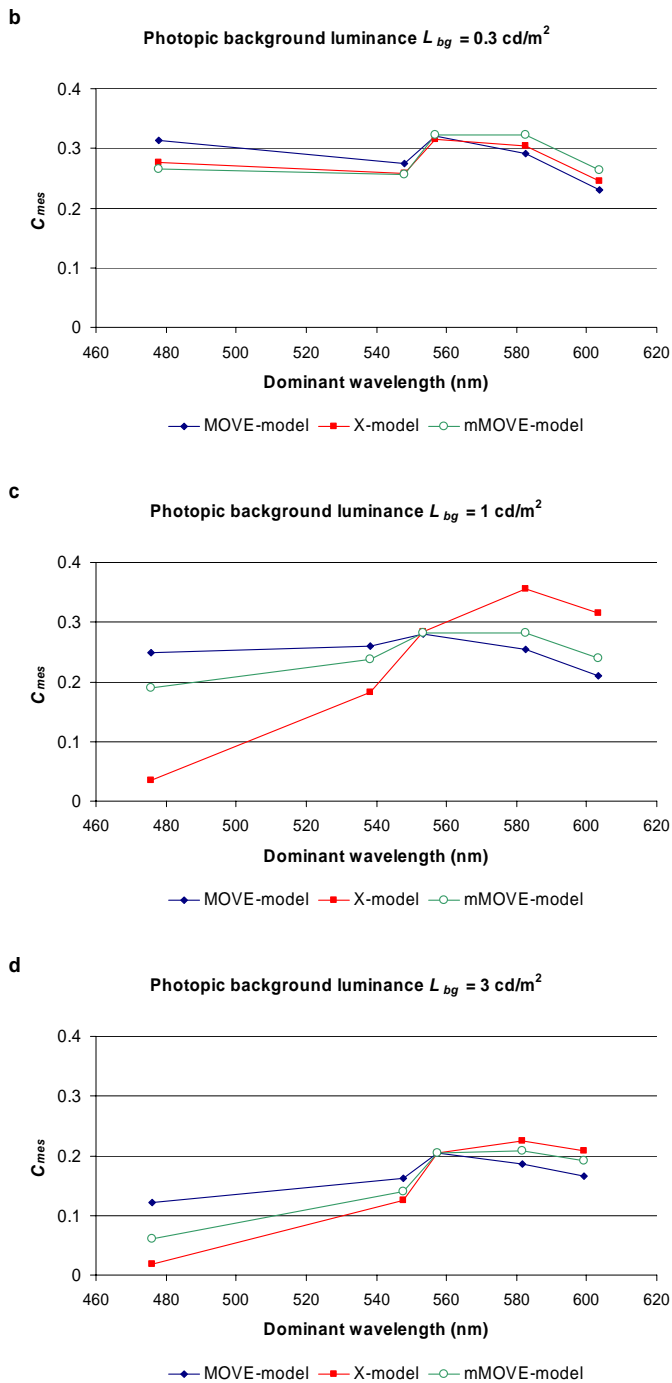 b
Photopic background luminance L bg = 0.3 cd/m²
0.4
0.3
0.2
0.1
0
C mes
460 480 500 520 540 560 580 600 620
Dominant wavelength (nm)
MOVE-model X-model mMOVE-model
c
Photopic background luminance L bg = 1 cd/m²
0.4
0.3
0.2
0.1
0
C mes
460 480 500 520 540 560 580 600 620
Dominant wavelength (nm)
MOVE-model X-model mMOVE-model
d
Photopic background luminance L bg = 3 cd/m²
0.4
0.3
0.2
0.1
0
C mes
460 480 500 520 540 560 580 600 620
Dominant wavelength (nm)
MOVE-model X-model mMOVE-model